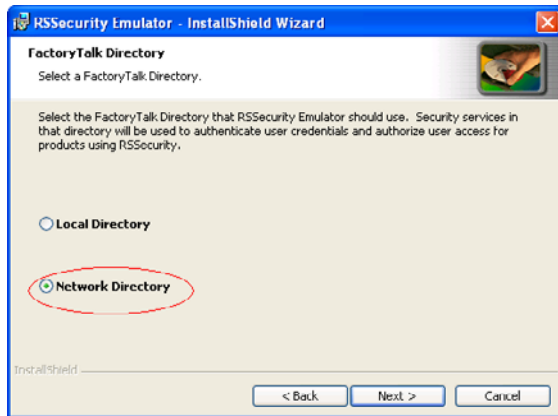 RSSecurity Emulator - InstallShield Wizard
FactoryTalk Directory
Select a FactoryTalk Directory.
Select the FactoryTalk Directory that RSSecurity Emulator should use. Security services in
that directory will be used to authenticate user credentials and authorize user access for
products using RSSecurity.
Local Directory
Network Directory
InstallShield
< Back
Next >
Cancel